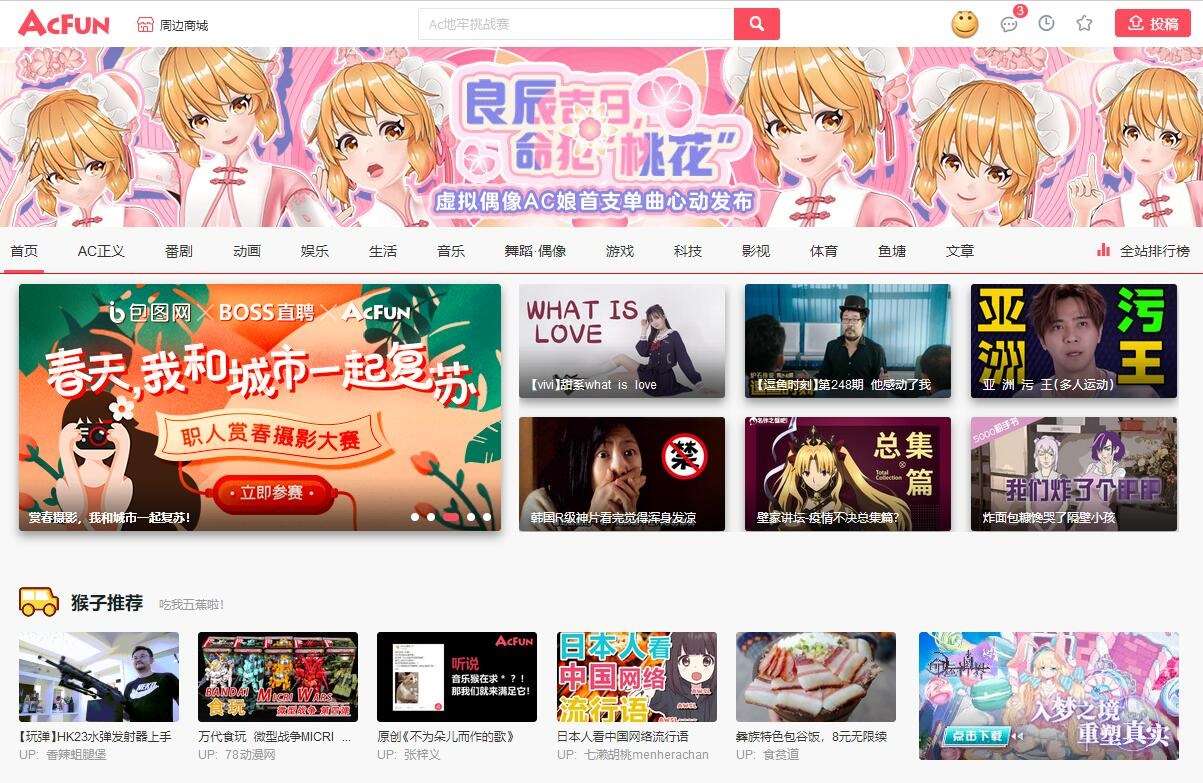 AcFun
周边商城
Ac地牢挑战赛
3
投稿
良辰吉日,
命犯“桃花”
虚拟偶像AC娘首支单曲心动发布
首页
AC正义
番剧
动画
娱乐
生活
音乐
舞蹈·偶像
游戏
科技
影视
体育
鱼塘
文章
全站排行榜
包图网 × BOSS直聘 × AcFun
春天,我和城市一起复苏
职人赏春摄影大赛
·立即参赛·
赏春摄影，我和城市一起复苏！
WHAT IS
LOVE
【vivi】甜爱what is love
【逗鱼时刻】第248期 他感动了我
亚洲
污王
亚 洲 污 王(多人运动)
禁
韩国R级神片看完觉得浑身发凉
总集篇
Total
Collection
壁家讲坛-疫情不决总集篇?
5000翻手书
我们炸了个肥肥
炸面包糠馋哭了隔壁小孩
猴子推荐
吃我五蕉啦!
【玩弹】HK23水弹发射器上手
UP: 香辣蛆腿堡
BANDAI MICRI WARS
食玩
万代食玩 微型战争MICRI ...
UP: 78动漫网
AcFun
听说
音乐猴在求＊?!
那我们就来满足它!
原创《不为朵儿而作的歌》
UP: 张梓义
日本人看
中国网络
流行语
AWSL
日本人看中国网络流行语
UP: 七濑胡桃menherachan
彝族特色包谷饭，8元无限续
UP: 食贫道
入梦之境
重塑真实
点击下载